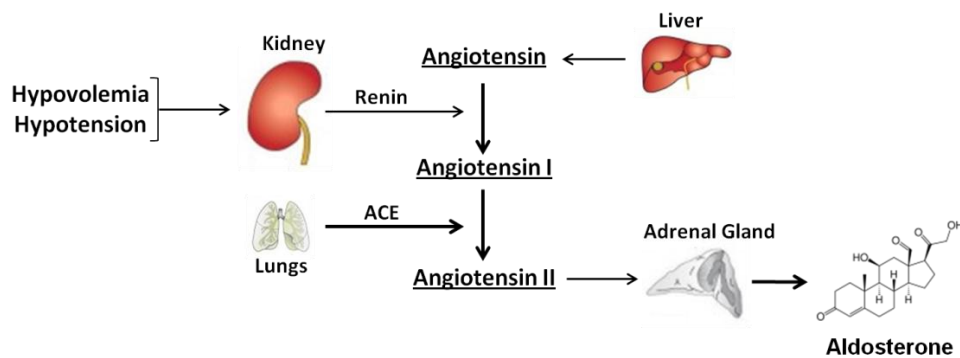 Liver
Kidney
Angiotensin
Hypovolemia
Hypotension
Renin
Angiotensin I
ACE
Lungs
Adrenal Gland
Angiotensin II
OH
O
O
HO
H
H
H
O
Aldosterone